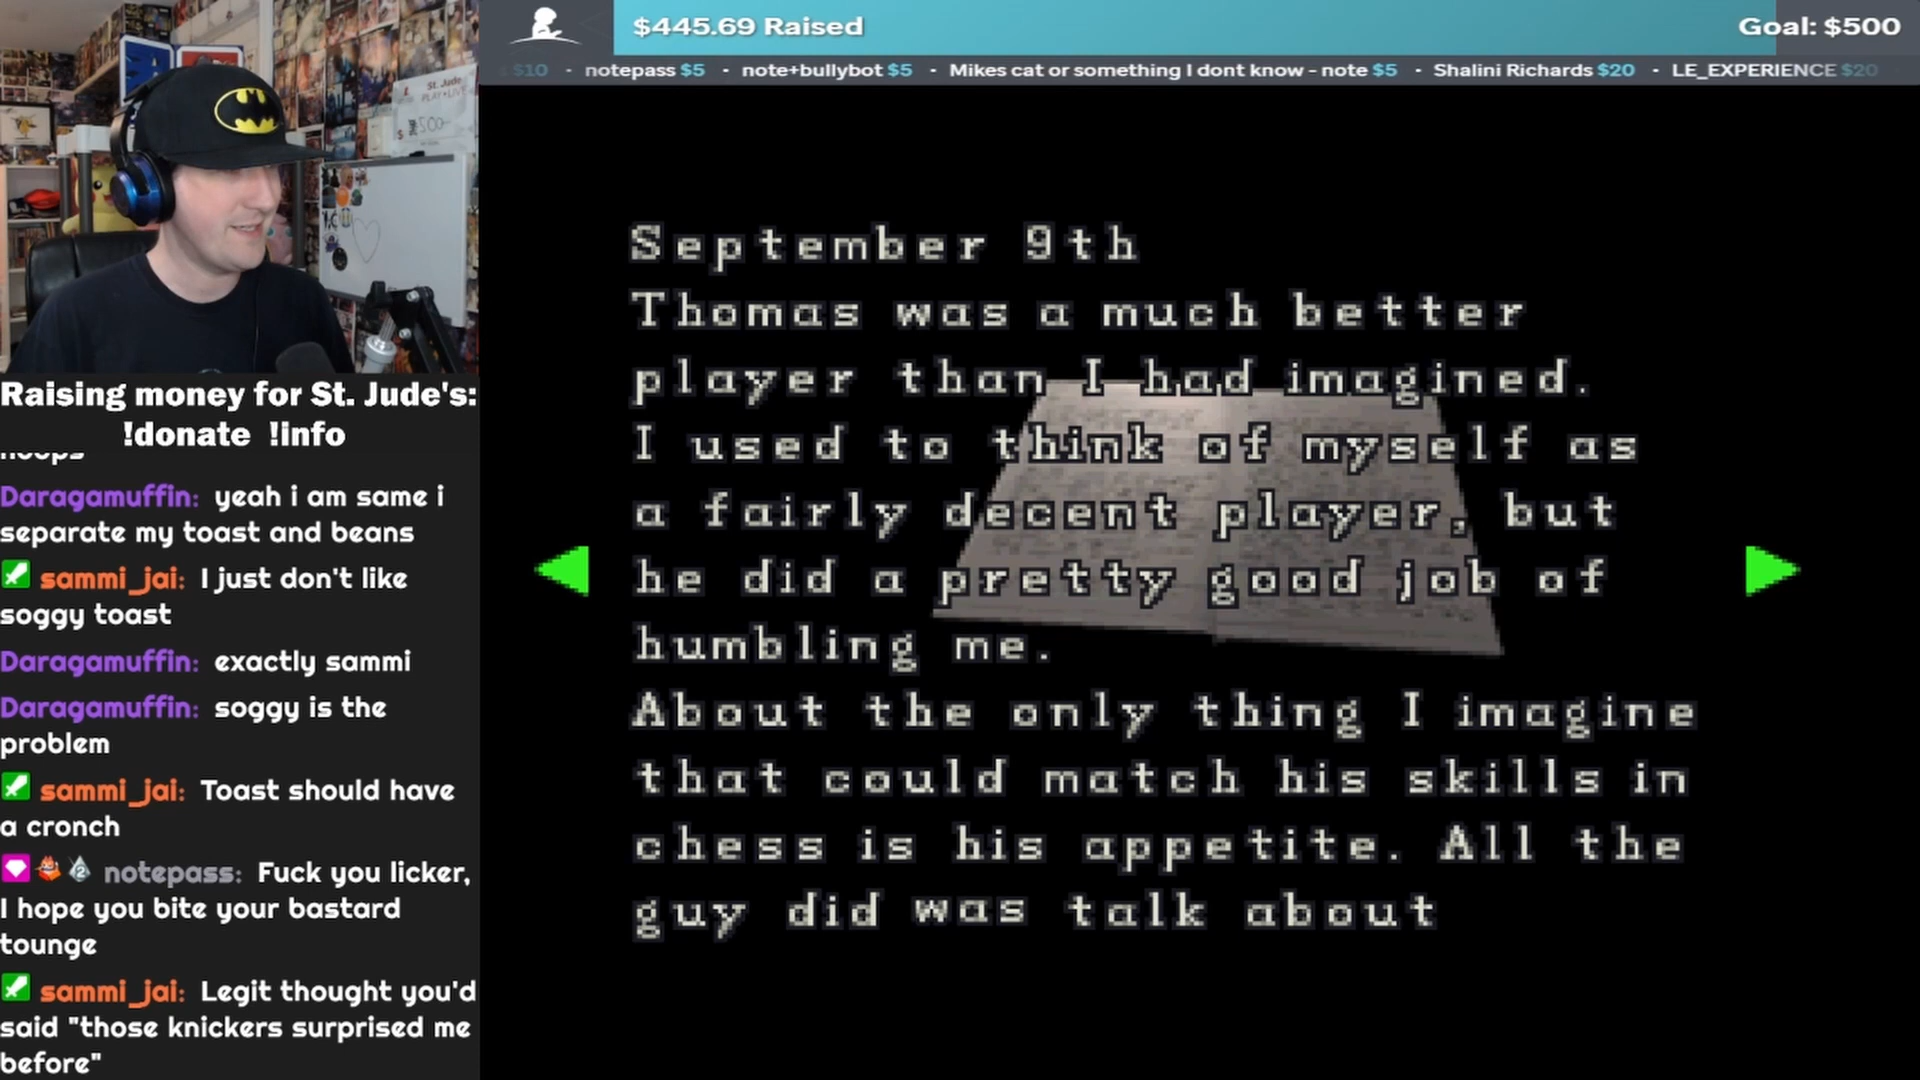 $445.69 Raised
Goal: $500
$10 · notepass $5 · note+bullybot $5 · Mikes cat or something I dont know - note $5 · Shalini Richards $20 · LE_EXPERIENCE $20
St. Jude
PLAY LIVE
$ 500
Raising money for St. Jude's:
!donate !info
hoops
Daragamuffin: yeah i am same i
separate my toast and beans
sammi_jai: I just don't like
soggy toast
Daragamuffin: exactly sammi
Daragamuffin: soggy is the
problem
sammi_jai: Toast should have
a cronch
notepass: Fuck you licker,
I hope you bite your bastard
tounge
sammi_jai: Legit thought you'd
said "those knickers surprised me
before"
September 9th
Thomas was a much better
player than I had imagined.
I used to think of myself as
a fairly decent player, but
he did a pretty good job of
humbling me.
About the only thing I imagine
that could match his skills in
chess is his appetite. All the
guy did was talk about